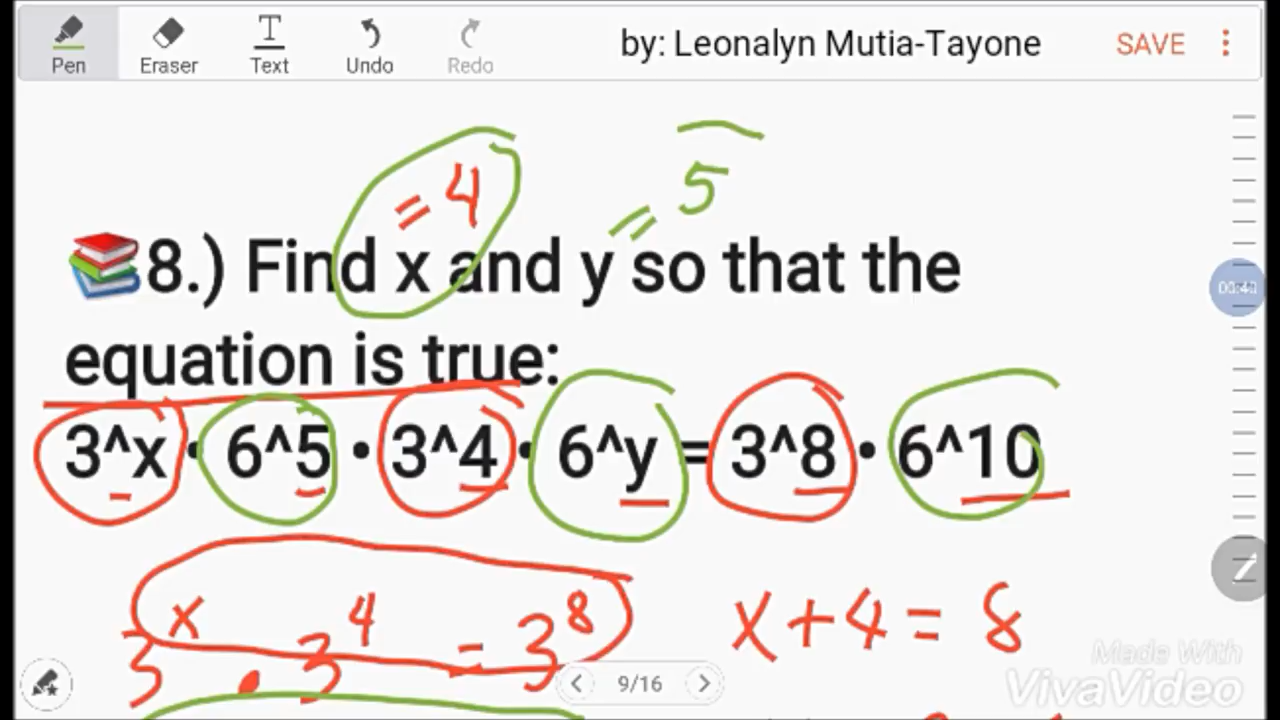 Pen Eraser Text Undo Redo by: Leonalyn Mutia-Tayone SAVE
= 4 = 5
8.) Find x and y so that the
00:40
equation is true:
3^x · 6^5 · 3^4 · 6^y = 3^8 · 6^10
3^x · 3^4 = 3^8 x + 4 = 8
9/16
Made With
VivaVideo